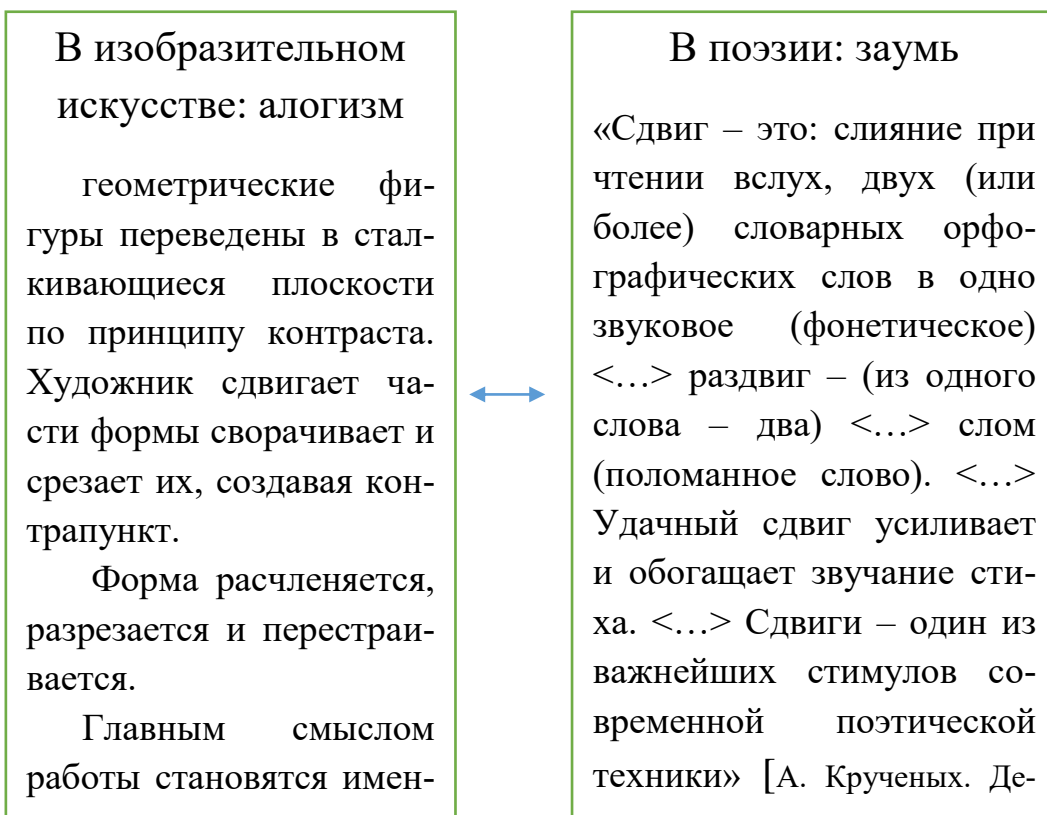 В изобразительном
искусстве: алогизм
геометрические фи-
гуры переведены в стал-
кивающиеся плоскости
по принципу контраста.
Художник сдвигает ча-
сти формы сворачивает и
срезает их, создавая кон-
трапункт.
Форма расчленяется,
разрезается и перестраи-
вается.
Главным смыслом
работы становятся имен-
В поэзии: заумь
«Сдвиг – это: слияние при
чтении вслух, двух (или
более) словарных орфо-
графических слов в одно
звуковое (фонетическое)
<…> раздвиг – (из одного
слова – два) <…> слом
(поломанное слово). <…>
Удачный сдвиг усиливает
и обогащает звучание сти-
ха. <…> Сдвиги – один из
важнейших стимулов со-
временной поэтической
техники» [А. Крученых. Де-